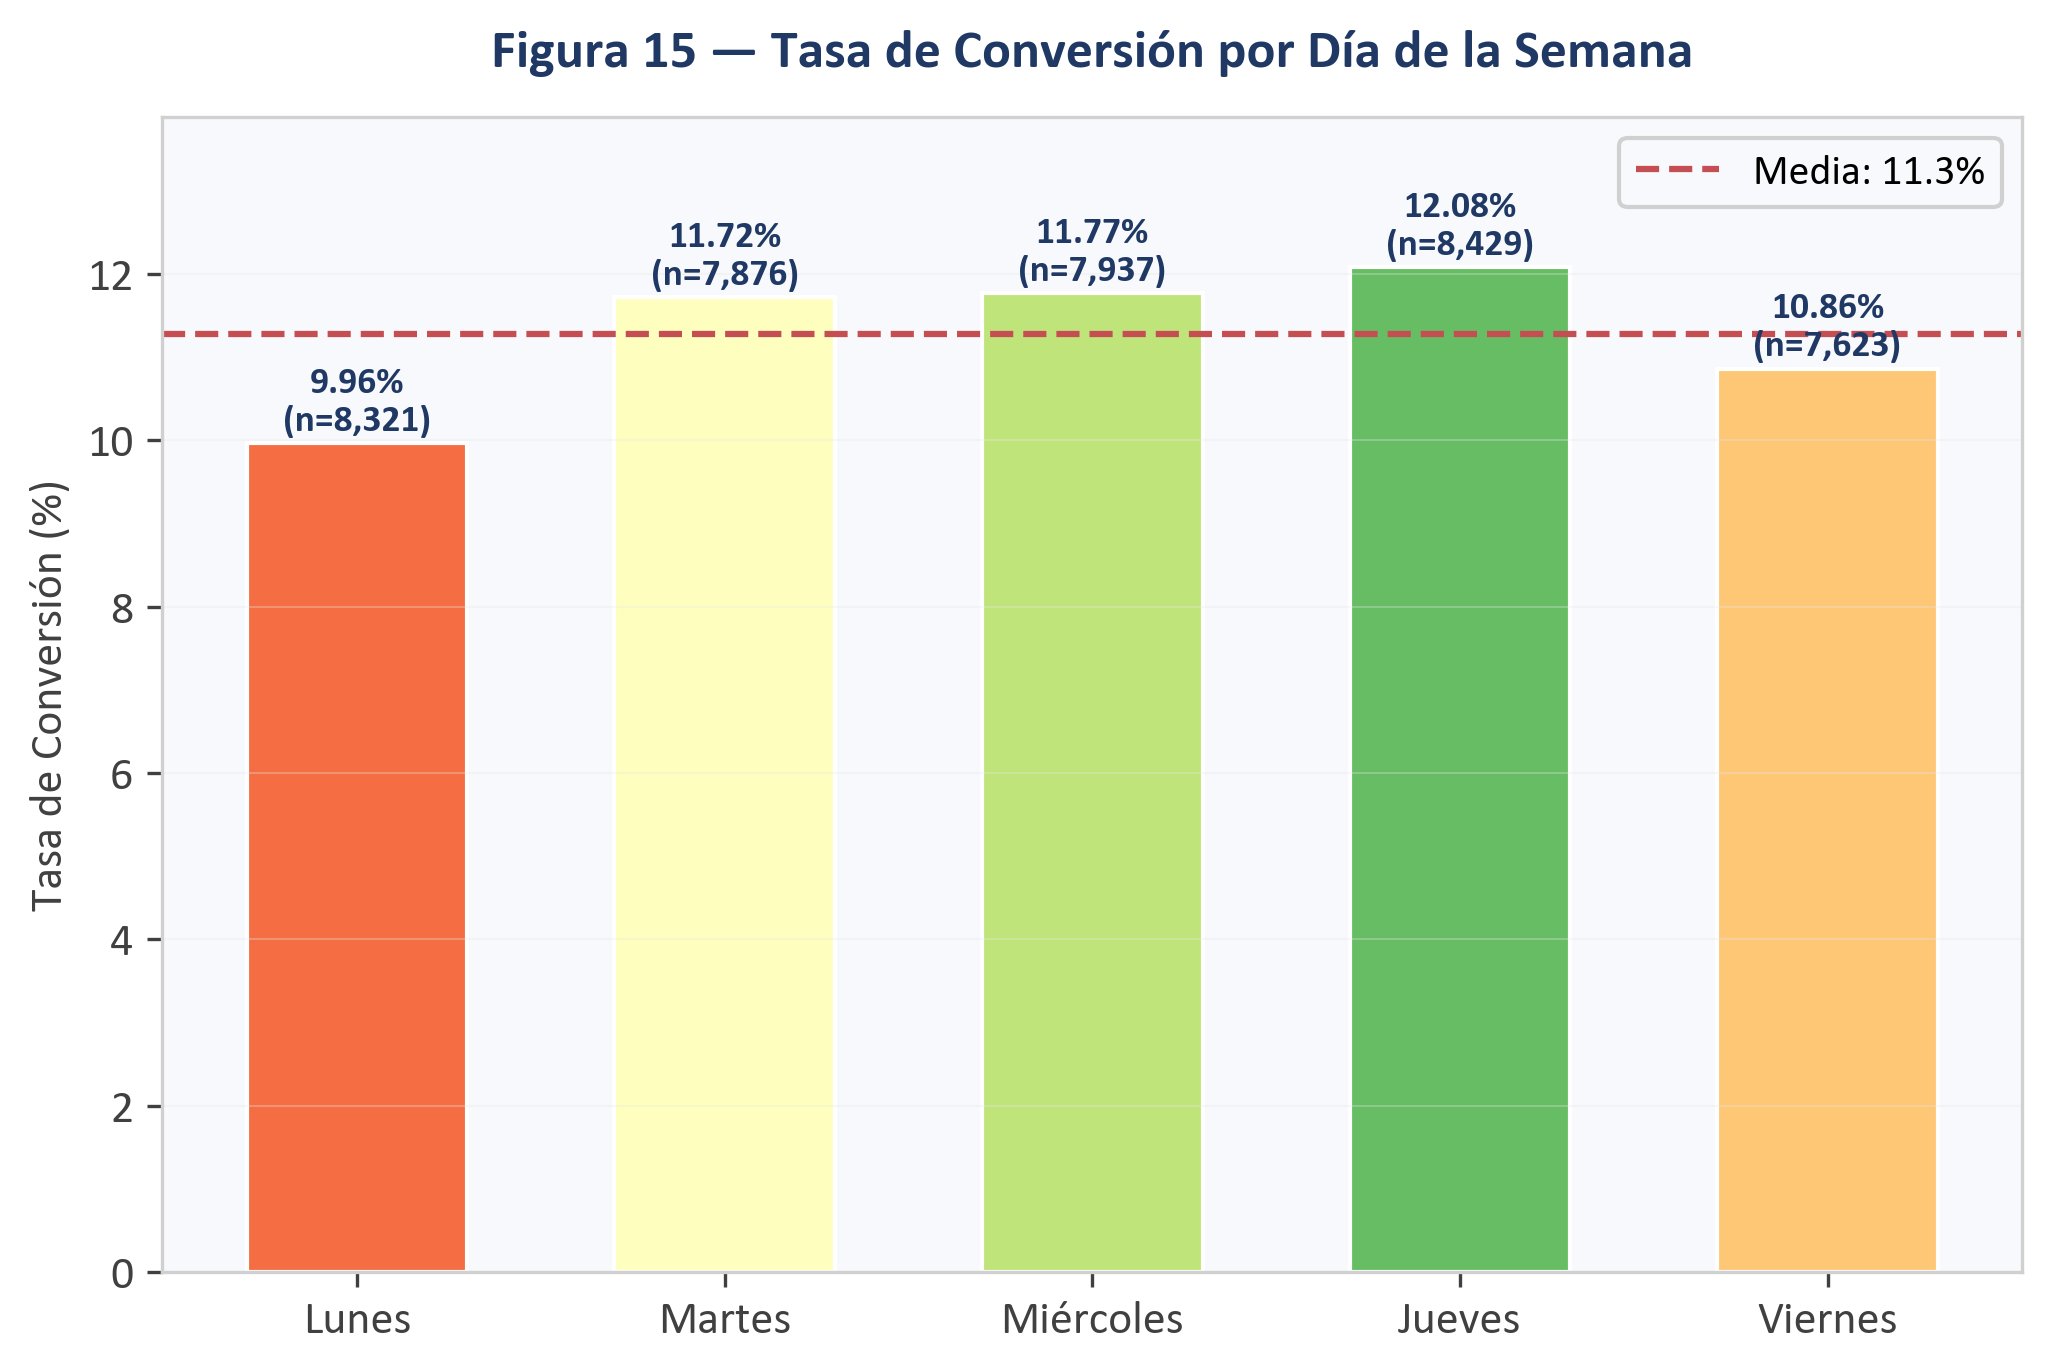 Figura 15 — Tasa de Conversión por Día de la Semana
Media: 11.3%
Tasa de Conversión (%)
12
10
8
6
4
2
0
9.96%
(n=8,321)
11.72%
(n=7,876)
11.77%
(n=7,937)
12.08%
(n=8,429)
10.86%
(n=7,623)
Lunes
Martes
Miércoles
Jueves
Viernes